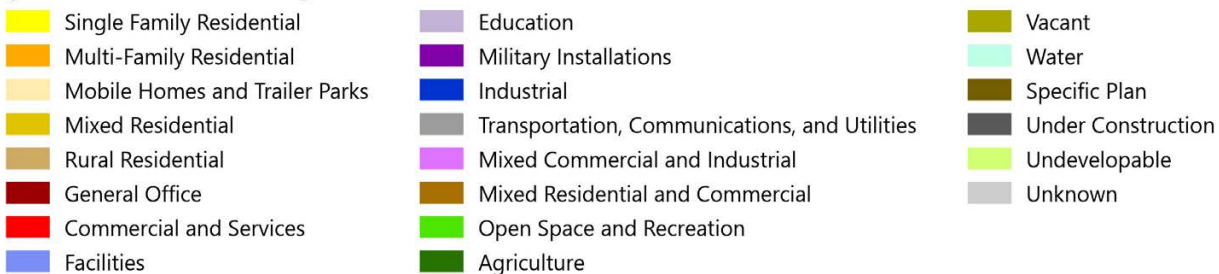 Single Family Residential
Multi-Family Residential
Mobile Homes and Trailer Parks
Mixed Residential
Rural Residential
General Office
Commercial and Services
Facilities
Education
Military Installations
Industrial
Transportation, Communications, and Utilities
Mixed Commercial and Industrial
Mixed Residential and Commercial
Open Space and Recreation
Agriculture
Vacant
Water
Specific Plan
Under Construction
Undevelopable
Unknown